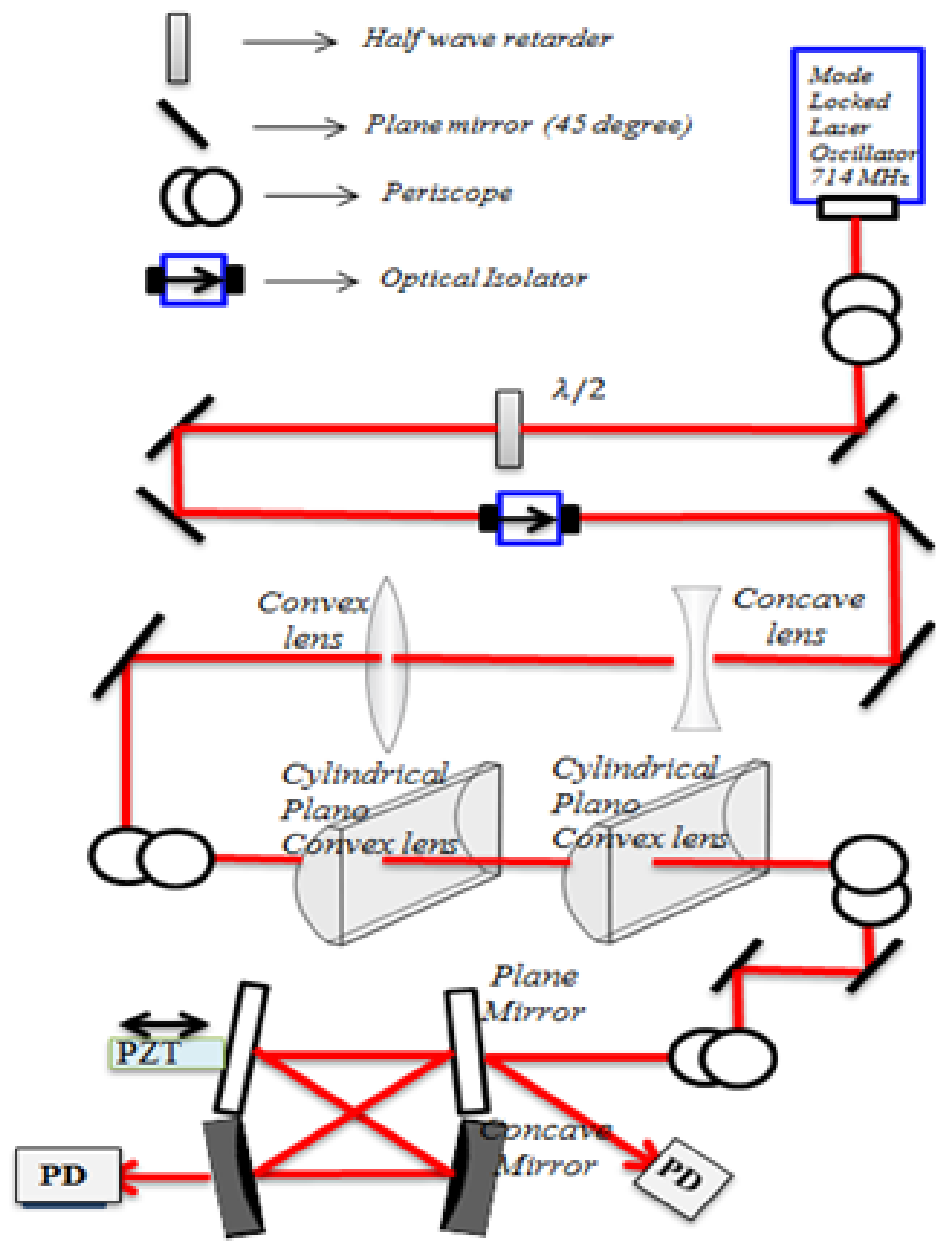 Half wave retarder
Plane mirror (45 degree)
Periscope
Optical Isolator
Mode
Locked
Lazer
Oscillator
714 MHz
λ/2
Convex
lens
Concave
lens
Cylindrical
Plano
Convex lens
Cylindrical
Plano
Convex lens
Plane
Mirror
PZT
Concave
Mirror
PD
PD